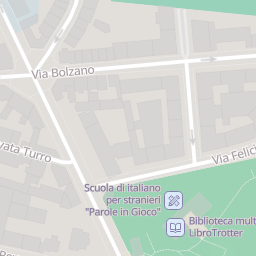 Via Bolzano
vata Turro
Via Felic
Scuola di italiano
per stranieri
"Parole in Gioco"
Biblioteca mult
LibroTrotter